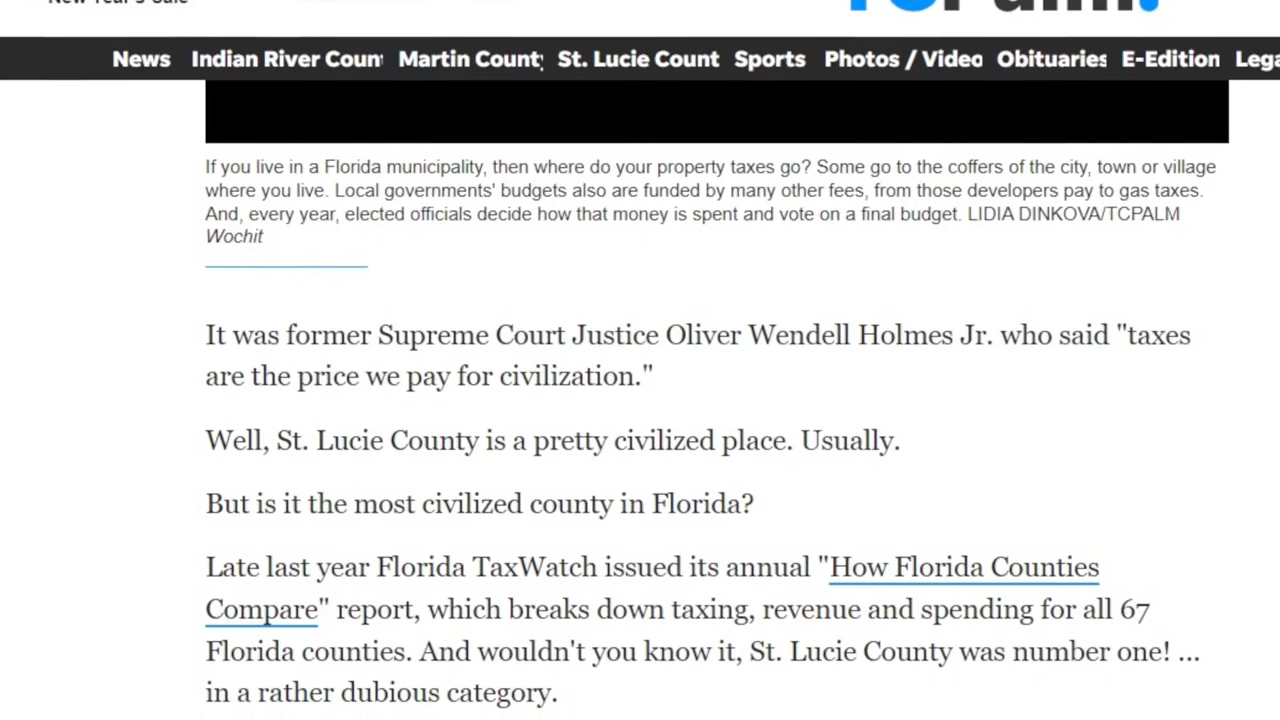 New Year's Sale
TCPalm.
News Indian River Coun Martin County St. Lucie Count Sports Photos / Video Obituaries E-Edition Lega
If you live in a Florida municipality, then where do your property taxes go? Some go to the coffers of the city, town or village
where you live. Local governments' budgets also are funded by many other fees, from those developers pay to gas taxes.
And, every year, elected officials decide how that money is spent and vote on a final budget. LIDIA DINKOVA/TCPALM
Wochit
It was former Supreme Court Justice Oliver Wendell Holmes Jr. who said "taxes
are the price we pay for civilization."
Well, St. Lucie County is a pretty civilized place. Usually.
But is it the most civilized county in Florida?
Late last year Florida TaxWatch issued its annual "How Florida Counties
Compare" report, which breaks down taxing, revenue and spending for all 67
Florida counties. And wouldn't you know it, St. Lucie County was number one! ...
in a rather dubious category.